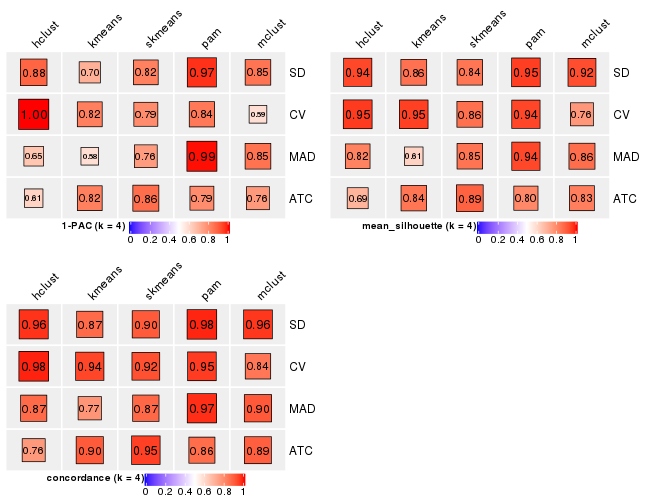 hclust kmeans skmeans pam mclust
0.88 0.70 0.82 0.97 0.85 SD
1.00 0.82 0.79 0.84 0.59 CV
0.65 0.58 0.76 0.99 0.85 MAD
0.61 0.82 0.86 0.79 0.76 ATC
1-PAC (k = 4)
0 0.2 0.4 0.6 0.8 1
hclust kmeans skmeans pam mclust
0.94 0.86 0.84 0.95 0.92 SD
0.95 0.95 0.86 0.94 0.76 CV
0.82 0.61 0.85 0.94 0.86 MAD
0.69 0.84 0.89 0.80 0.83 ATC
mean_silhouette (k = 4)
0 0.2 0.4 0.6 0.8 1
hclust kmeans skmeans pam mclust
0.96 0.87 0.90 0.98 0.96 SD
0.98 0.94 0.92 0.95 0.84 CV
0.87 0.77 0.87 0.97 0.90 MAD
0.76 0.90 0.95 0.86 0.89 ATC
concordance (k = 4)
0 0.2 0.4 0.6 0.8 1